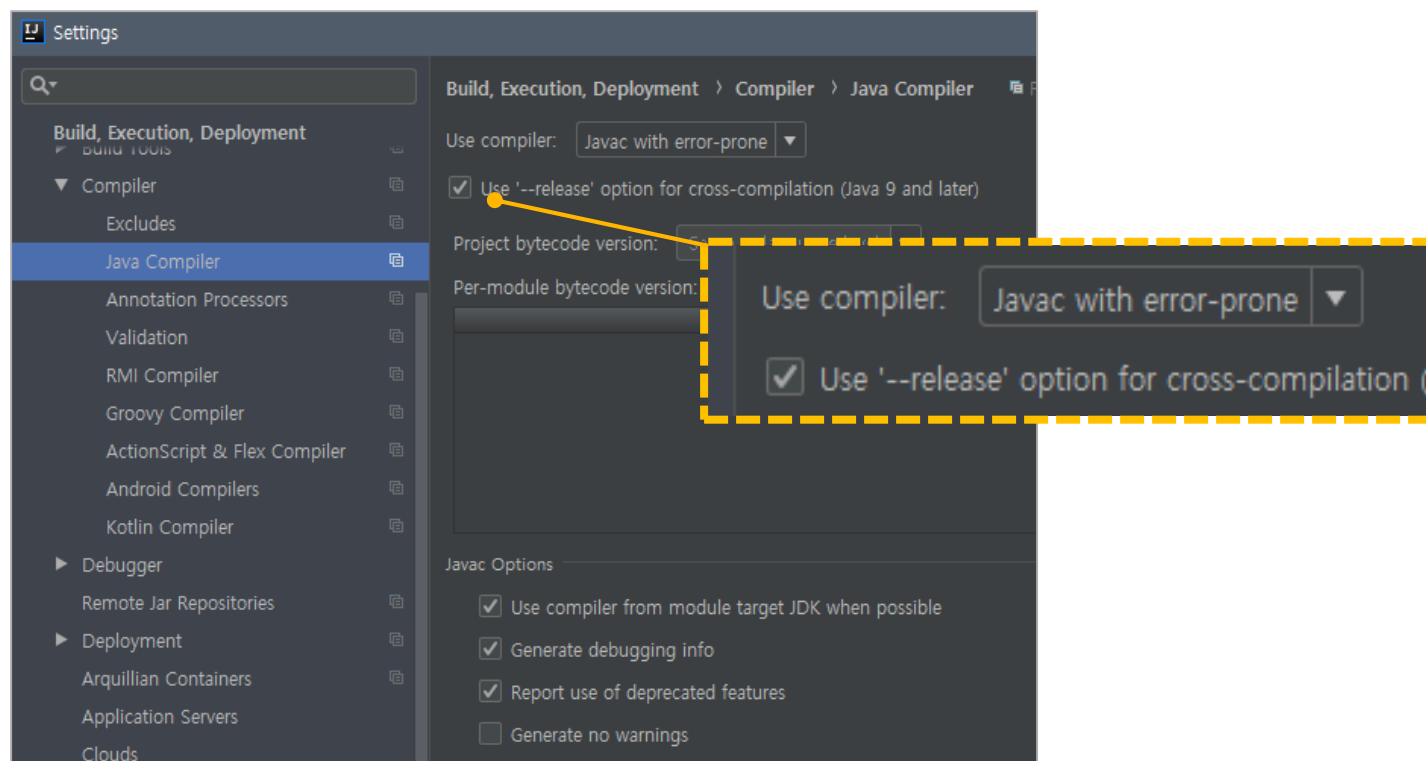 Settings
Build, Execution, Deployment
Build Tools
Compiler
Excludes
Java Compiler
Annotation Processors
Validation
RMI Compiler
Groovy Compiler
ActionScript & Flex Compiler
Android Compilers
Kotlin Compiler
Debugger
Remote Jar Repositories
Deployment
Arquillian Containers
Application Servers
Clouds
Build, Execution, Deployment › Compiler › Java Compiler
Use compiler: Javac with error-prone
Use '--release' option for cross-compilation (Java 9 and later)
Project bytecode version:
Per-module bytecode version:
Use compiler: Javac with error-prone
Use '--release' option for cross-compilation (
Javac Options
Use compiler from module target JDK when possible
Generate debugging info
Report use of deprecated features
Generate no warnings